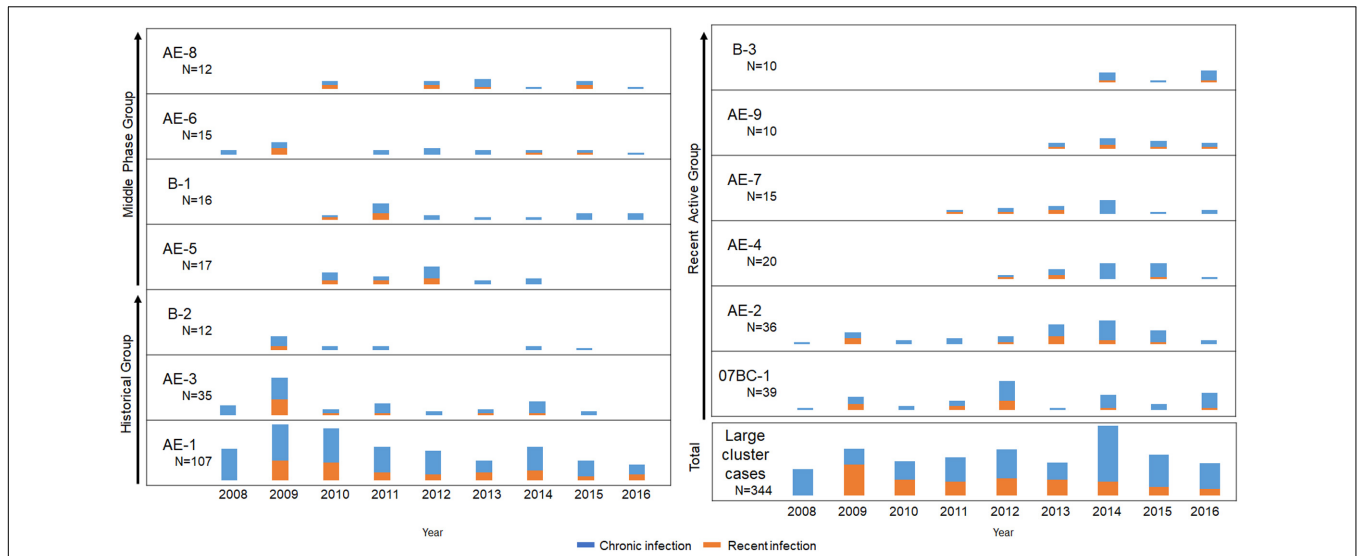 Middle Phase Group
AE-8
N=12
AE-6
N=15
B-1
N=16
AE-5
N=17
Historical Group
B-2
N=12
AE-3
N=35
AE-1
N=107
2008 2009 2010 2011 2012 2013 2014 2015 2016
Year
Recent Active Group
B-3
N=10
AE-9
N=10
AE-7
N=15
AE-4
N=20
AE-2
N=36
07BC-1
N=39
Total
Large
cluster
cases
N=344
2008 2009 2010 2011 2012 2013 2014 2015 2016
Year
Chronic infection Recent infection